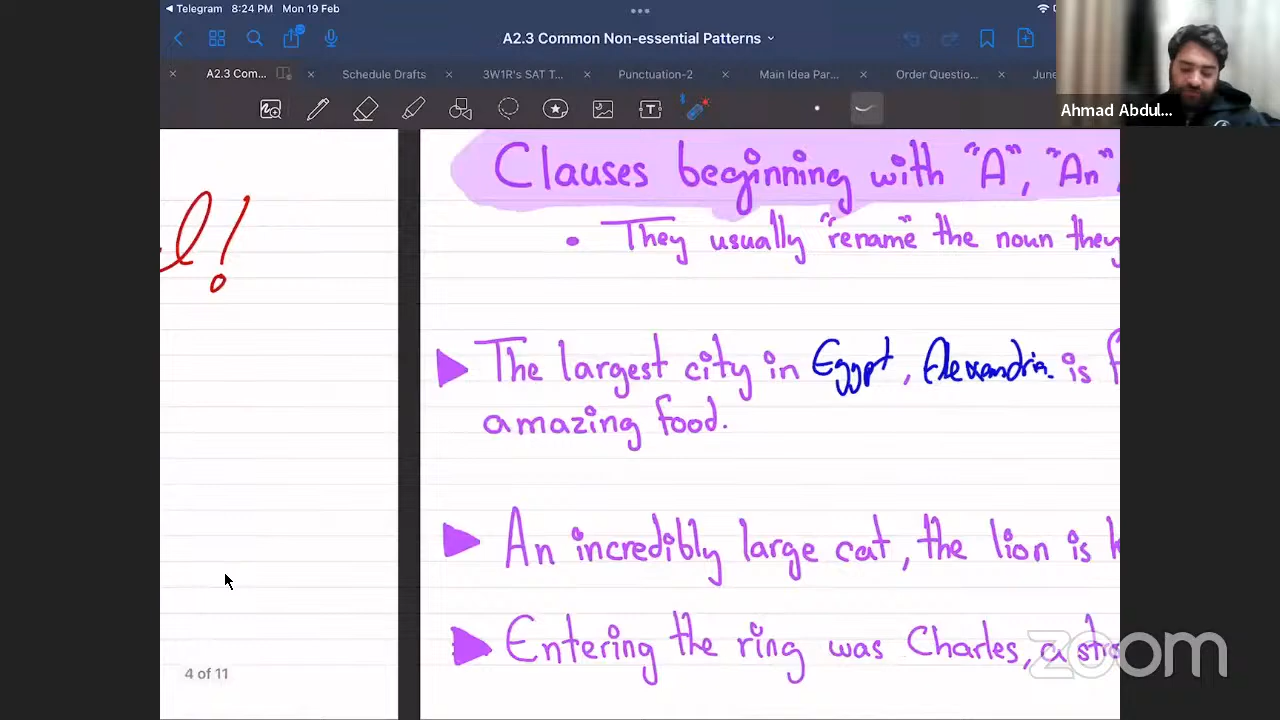 Telegram 8:24 PM Mon 19 Feb
A2.3 Common Non-essential Patterns
A2.3 Com... Schedule Drafts 3W1R's SAT T... Punctuation-2 Main Idea Par... Order Questio... June
Ahmad Abdul...
Clauses beginning with "A", "An",
• They usually "rename" the noun they
l!
The largest city in Egypt, Alexandria is f
amazing food.
An incredibly large cat, the lion is k
Entering the ring was Charles, a stro
zoom
4 of 11